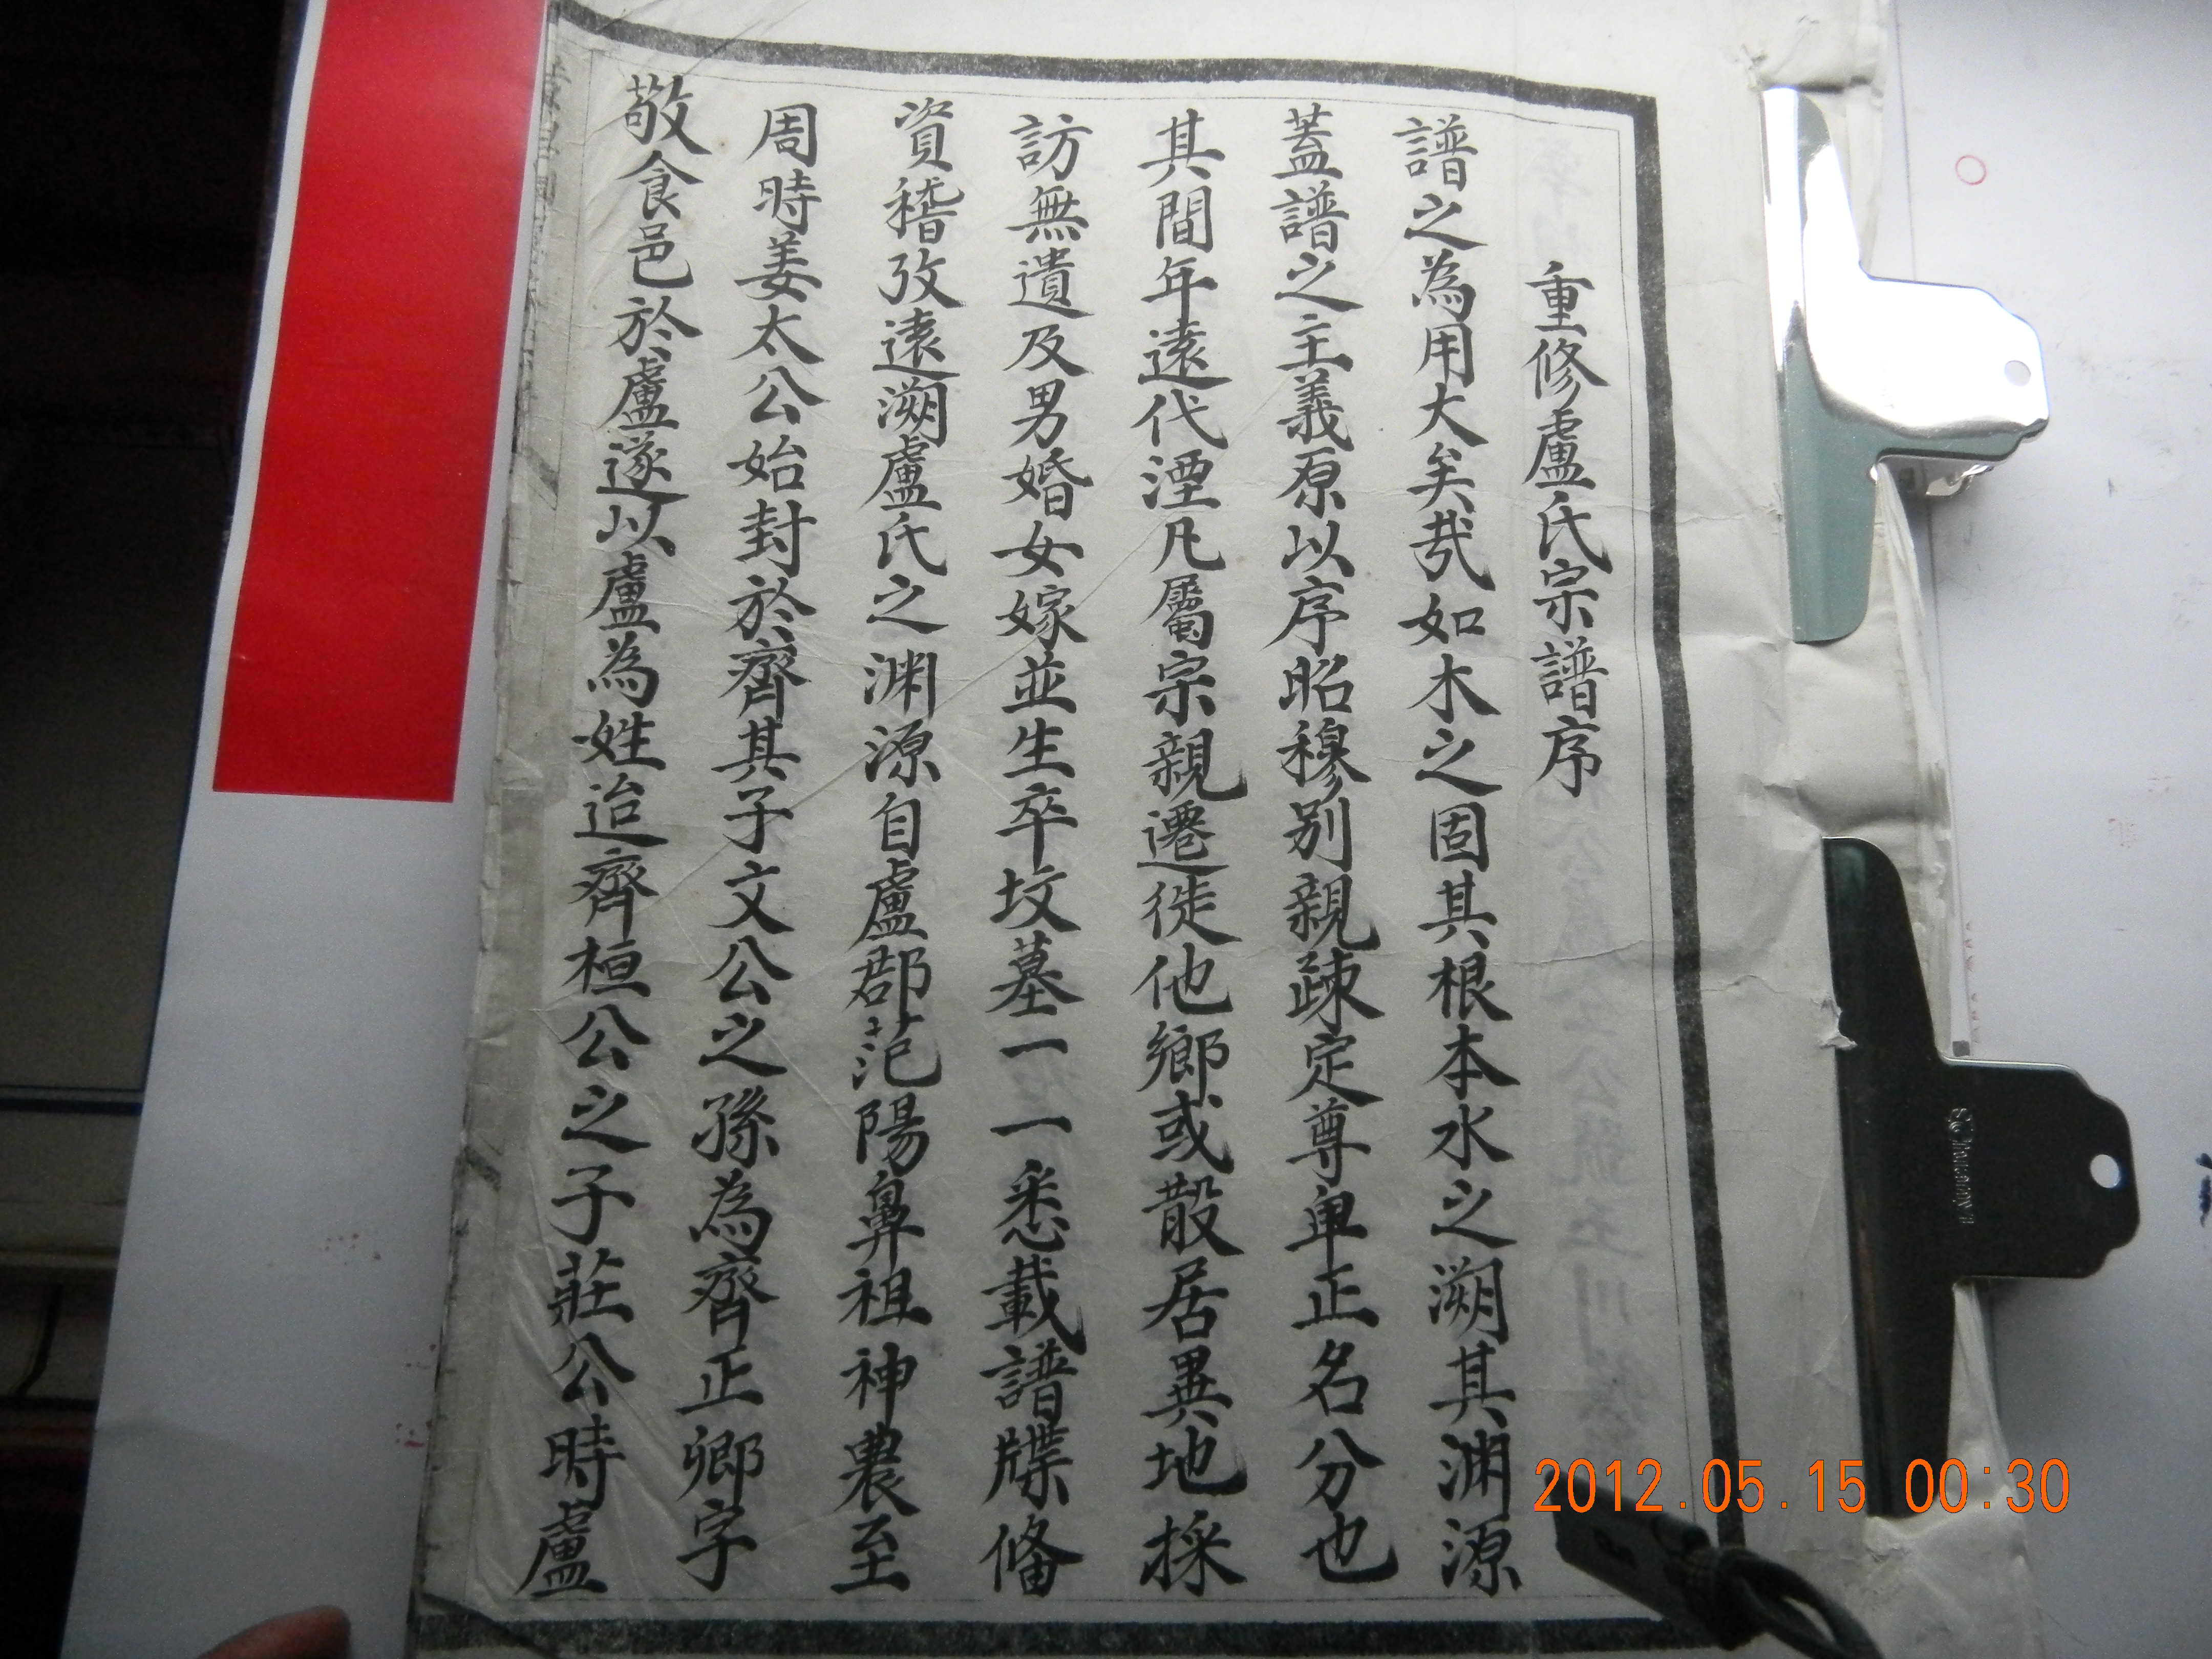 重修盧氏宗譜序
譜之為用大矣哉如木之固其根本水之溯其渊源
蓋譜之主義原以序昭穆别親疎定尊卑正名分也
其間年遠代湮凡屬宗親遷徙他鄉或散居異地採
訪無遺及男婚女嫁並生卒坟墓一一悉載譜牒俻
資稽攷遠溯盧氏之渊源自盧郡范陽鼻祖神農至
周時姜太公始封於齊其子文公之孫為齊正卿字
敬食邑於盧遂以盧為姓迨齊桓公之子莊公時盧
2012.05.15 00:30